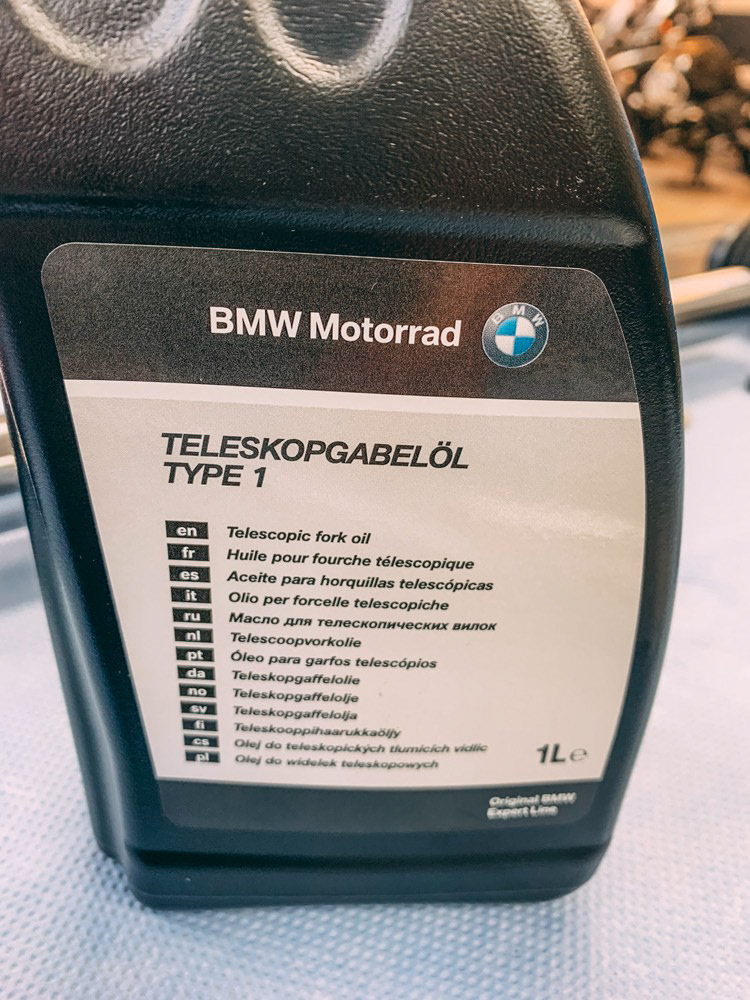 BMW Motorrad
BMW
TELESKOPGABELÖL
TYPE 1
en Telescopic fork oil
fr Huile pour fourche télescopique
es Aceite para horquillas telescópicas
it Olio per forcelle telescopiche
ru Масло для телескопических вилок
nl Telescoopvorkolie
pt Óleo para garfos telescópios
da Teleskopgaffelolie
no Teleskopgaffelolje
sv Teleskopgaffelolja
fi Teleskooppihaarukkaöljy
cs Olej do teleskopických tlumicích vidlic
pl Olej do widelek teleskopowych
1L ℮
Original BMW
Expert Line